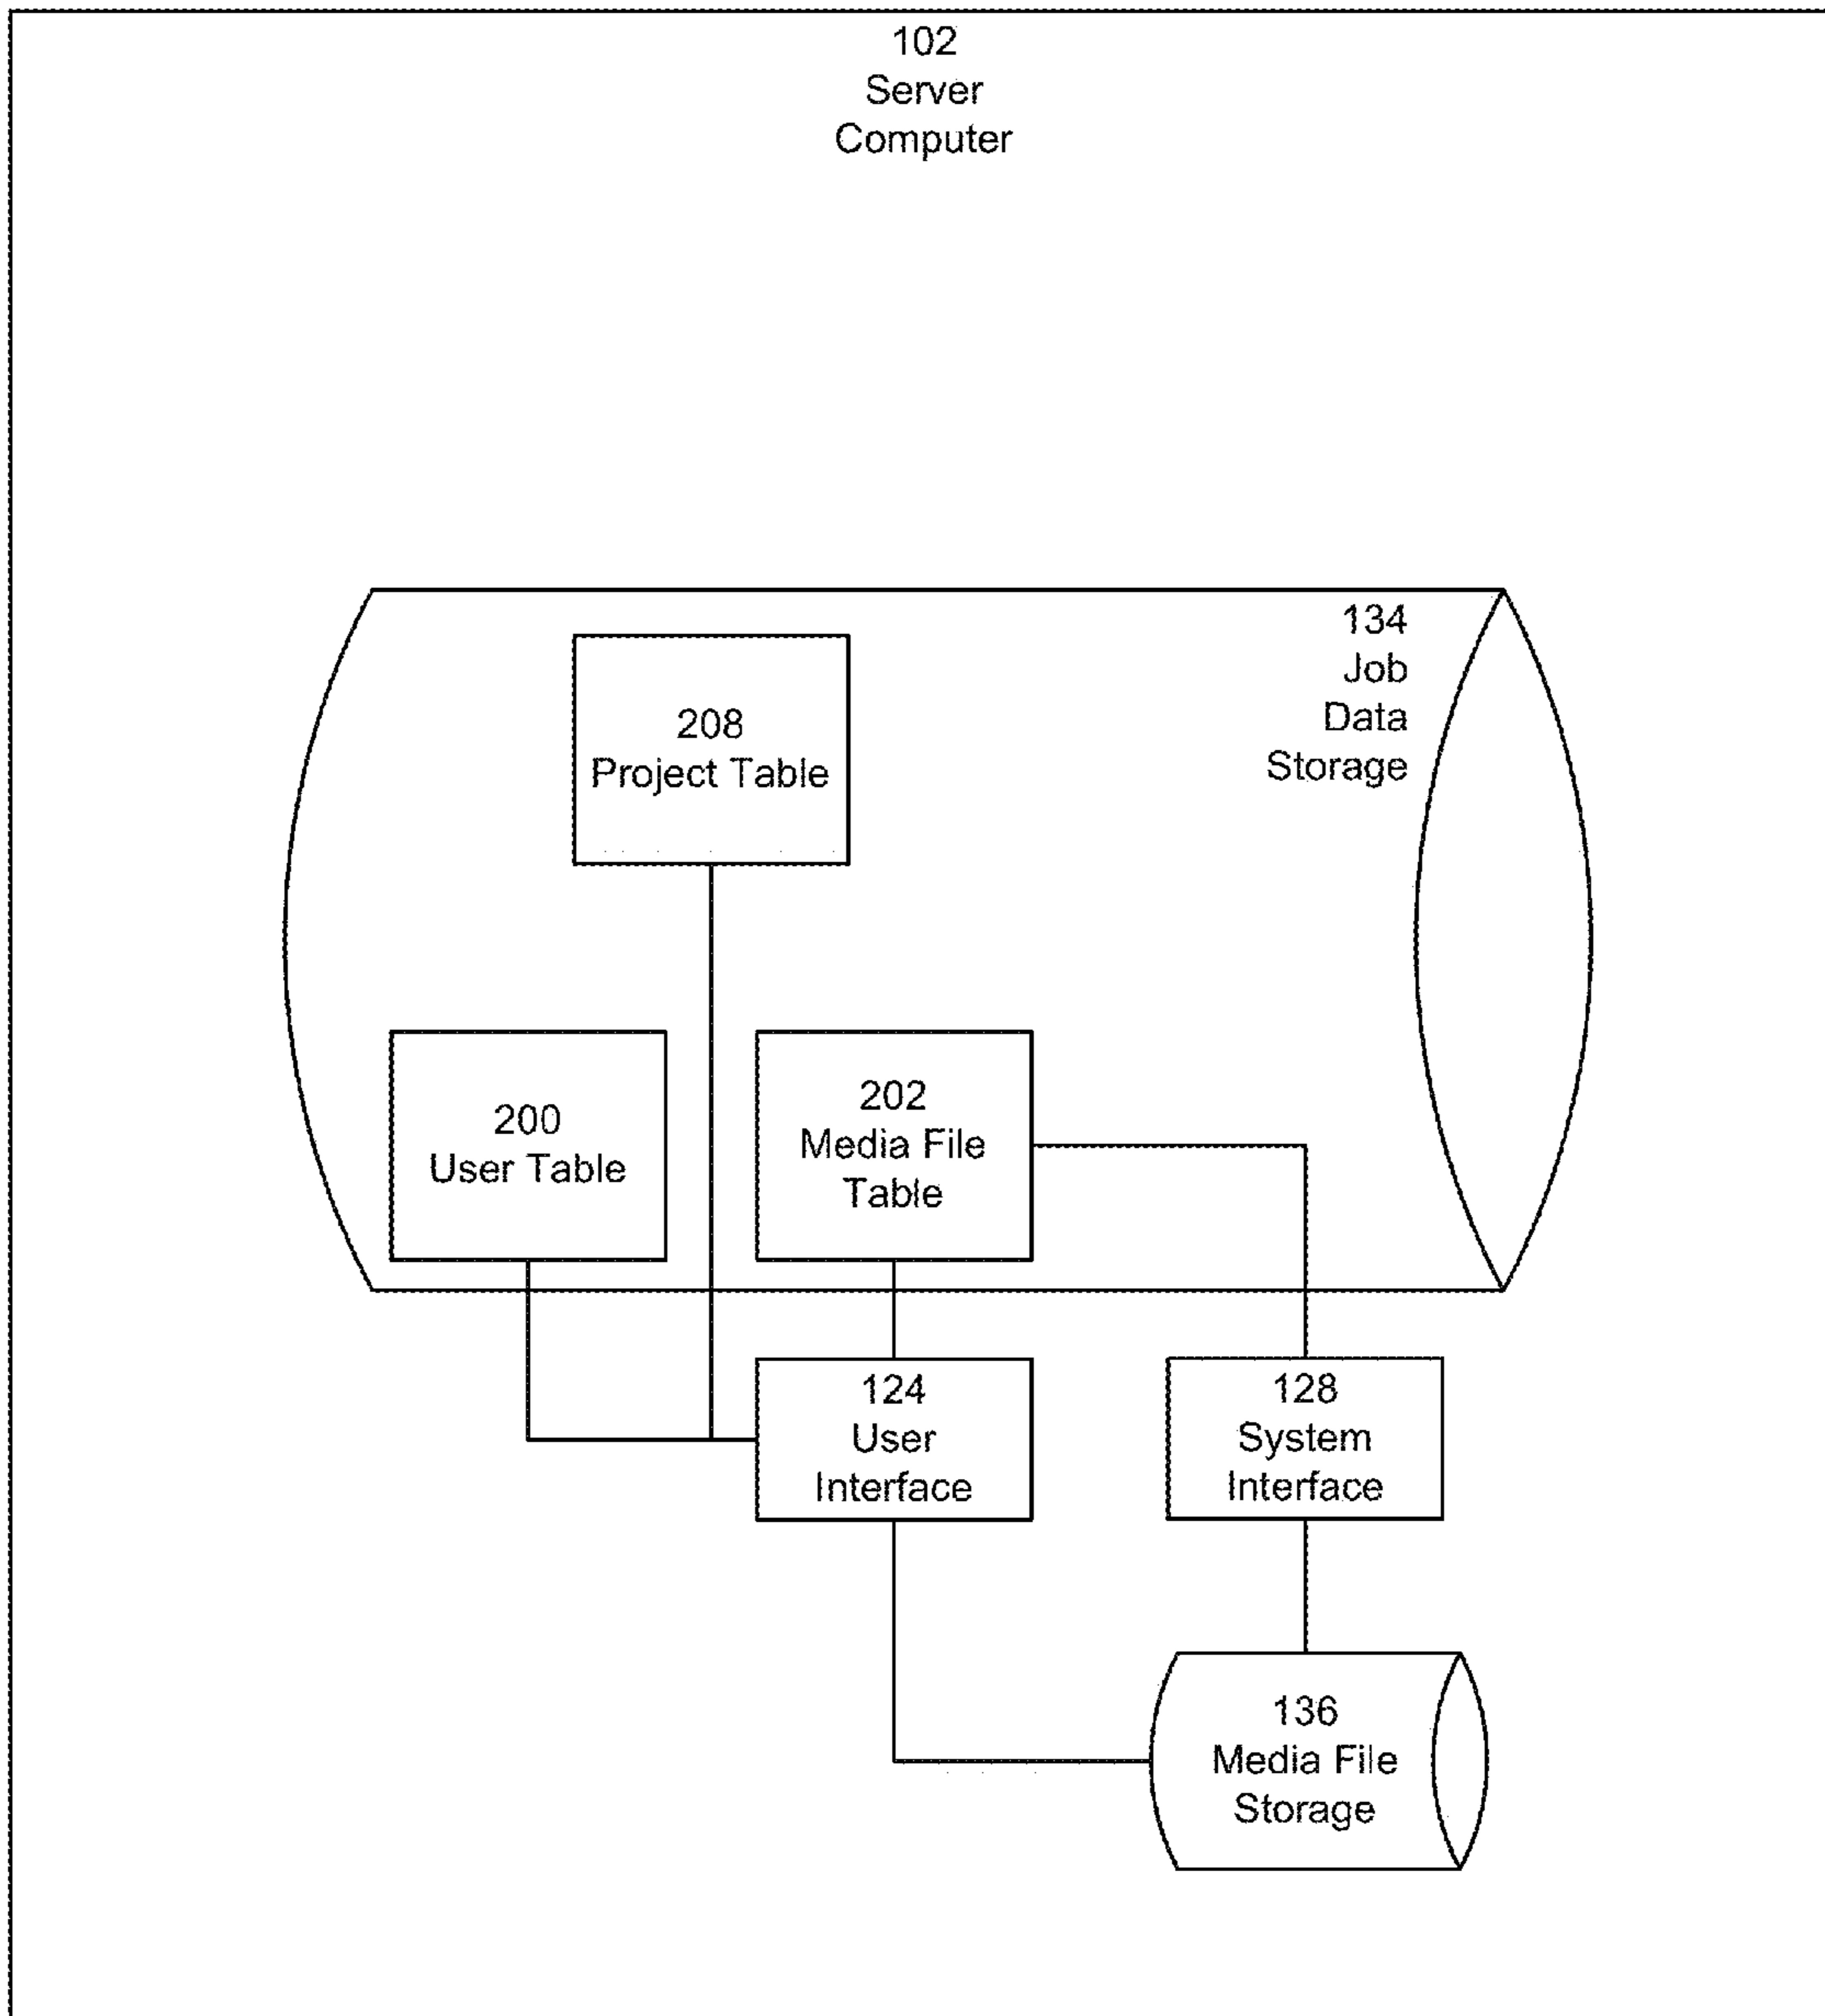 102
Server
Computer
134
Job
Data
Storage
208
Project Table
200
User Table
202
Media File
Table
124
User
Interface
128
System
Interface
136
Media File
Storage